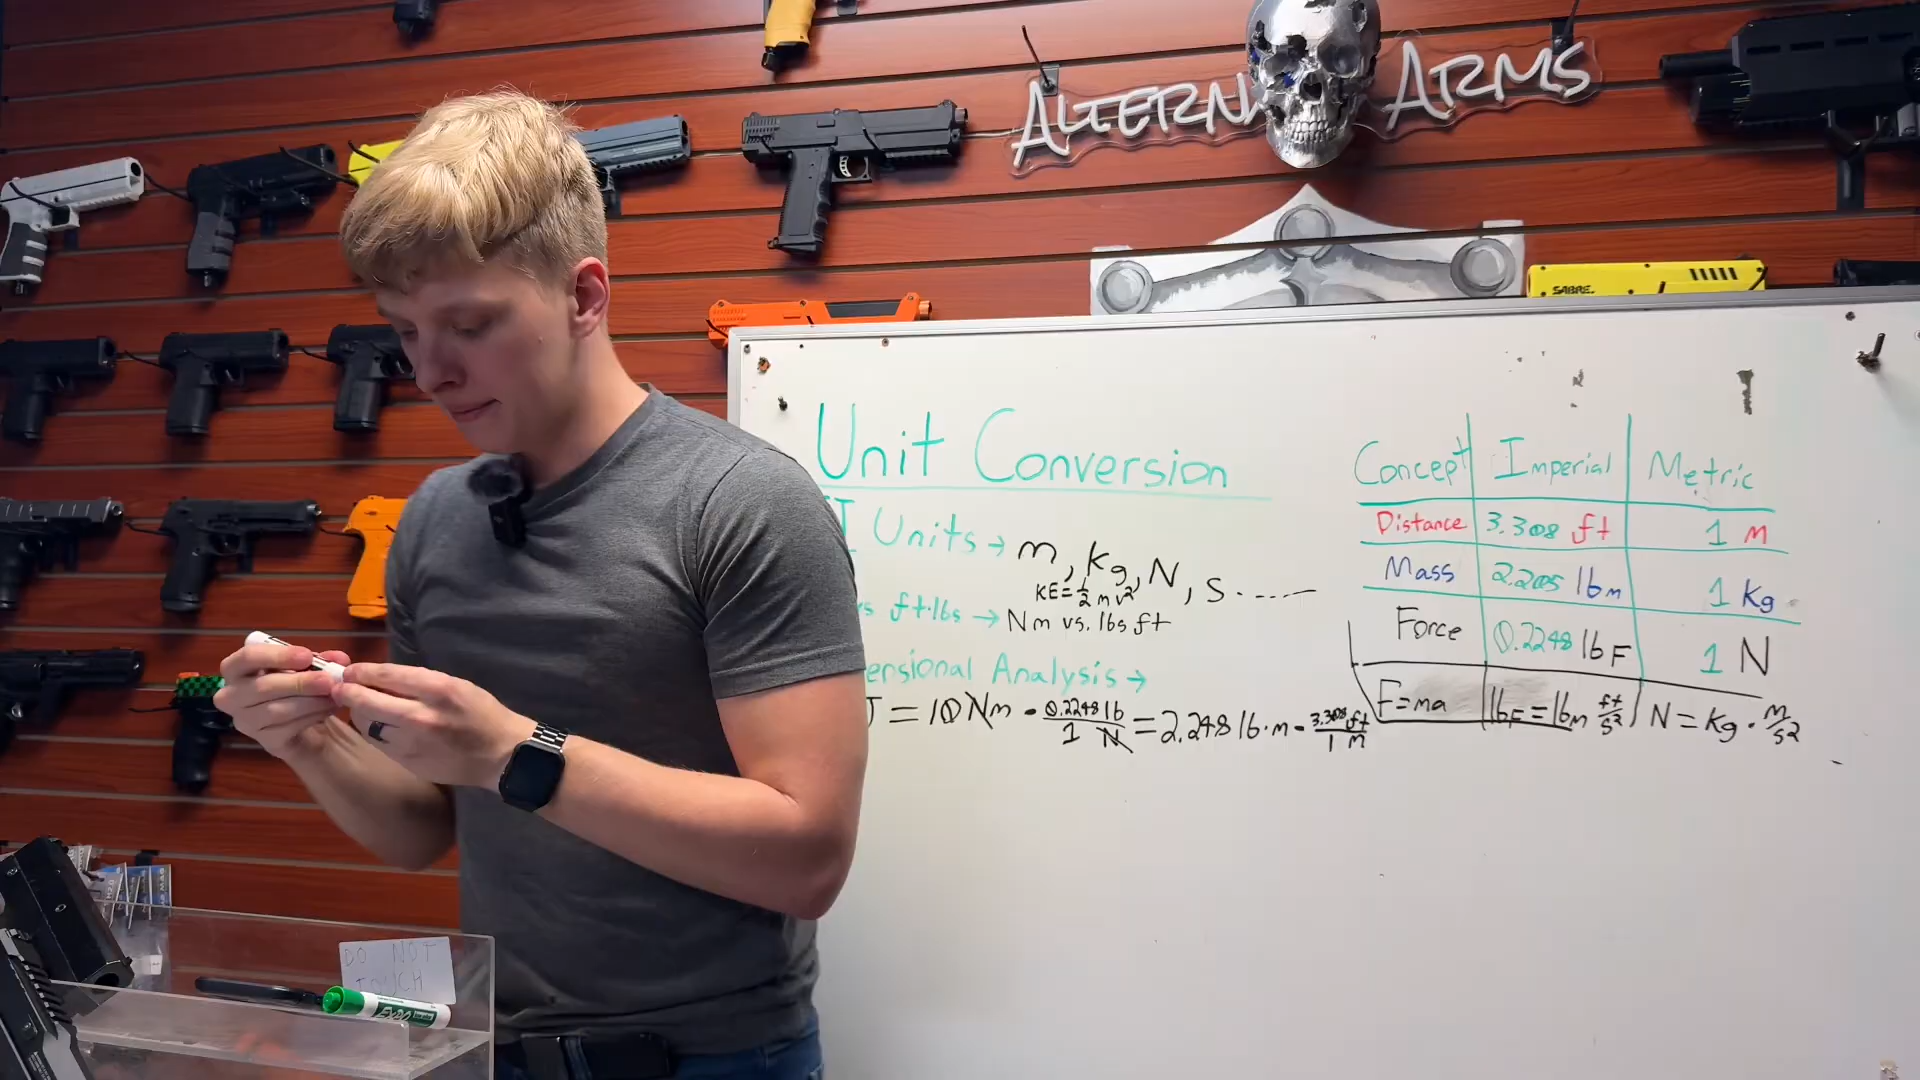 ALTERN ARMS
SABRE.
Unit Conversion
I Units → m, Kg, N, s.----
KE=1/2 m v²
s ft·lbs → Nm vs. lbs ft
ensional Analysis →
J = 10 Nm · 0.2248 lb / 1 N = 2.248 lb·m · 3.308 ft / 1 m
Concept Imperial Metric
Distance 3.308 ft 1 M
Mass 2.205 lbm 1 Kg
Force 0.2248 lbF 1 N
F=ma lbF = lbm ft/s² N = Kg · m/s²
DO NOT
TOUCH
EXPO